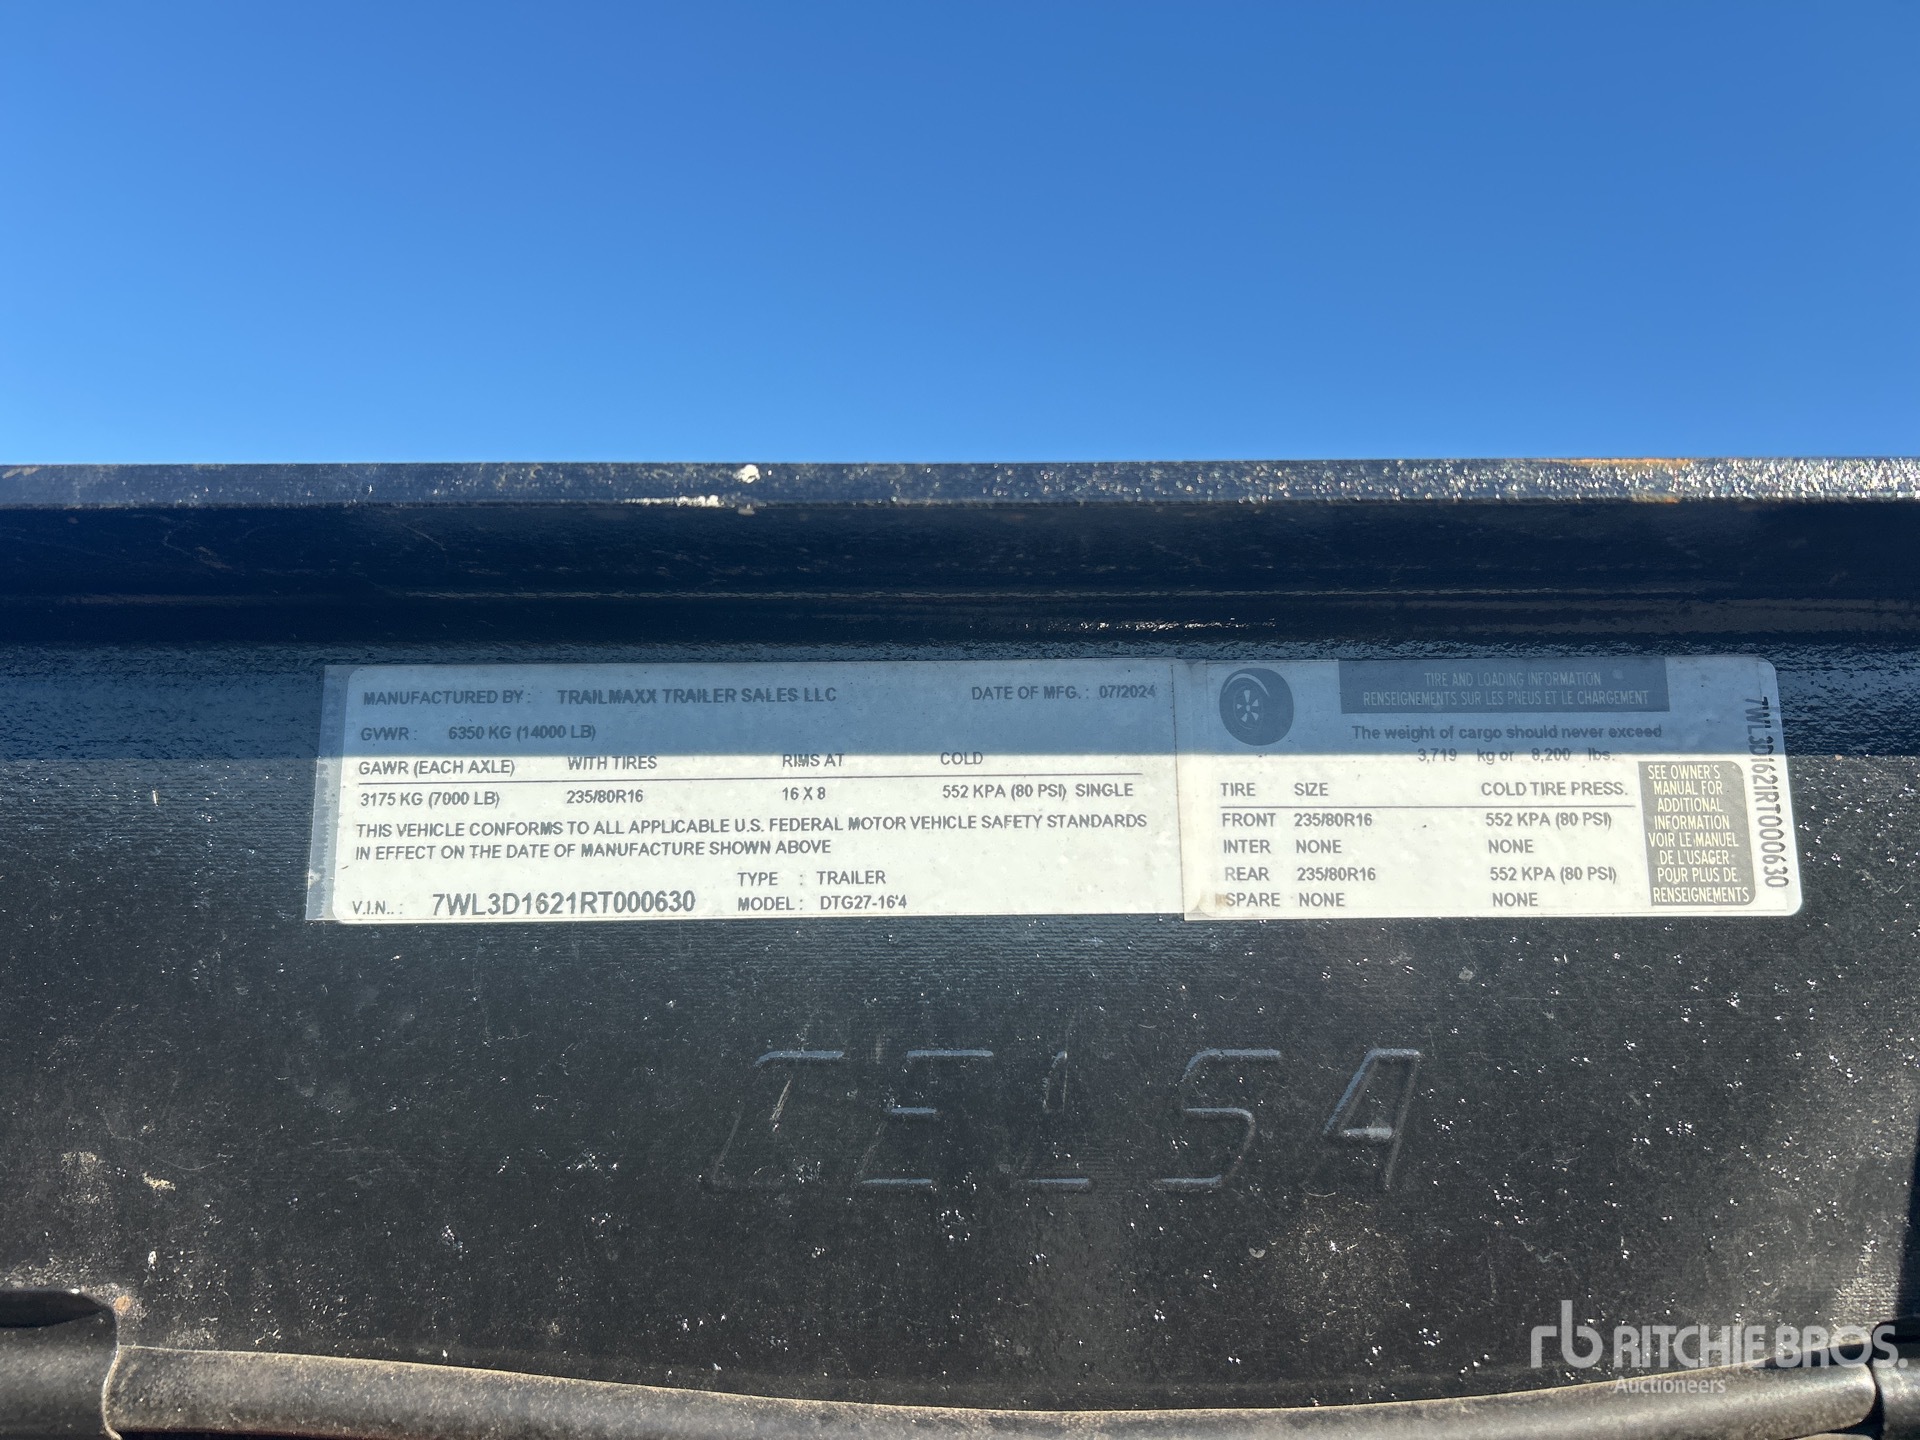 MANUFACTURED BY: TRAILMAXX TRAILER SALES LLC DATE OF MFG.: 07/2024
GVWR: 6350 KG (14000 LB)
GAWR (EACH AXLE) WITH TIRES RIMS AT COLD
3175 KG (7000 LB) 235/80R16 16 X 8 552 KPA (80 PSI) SINGLE
THIS VEHICLE CONFORMS TO ALL APPLICABLE U.S. FEDERAL MOTOR VEHICLE SAFETY STANDARDS
IN EFFECT ON THE DATE OF MANUFACTURE SHOWN ABOVE
TYPE : TRAILER
V.I.N..: 7WL3D1621RT000630 MODEL: DTG27-16'4
TIRE AND LOADING INFORMATION
RENSEIGNEMENTS SUR LES PNEUS ET LE CHARGEMENT
The weight of cargo should never exceed
3,719 kg or 8,200 lbs.
TIRE SIZE COLD TIRE PRESS.
FRONT 235/80R16 552 KPA (80 PSI)
INTER NONE NONE
REAR 235/80R16 552 KPA (80 PSI)
SPARE NONE NONE
SEE OWNER'S
MANUAL FOR
ADDITIONAL
INFORMATION
VOIR LE MANUEL
DE L'USAGER
POUR PLUS DE
RENSEIGNEMENTS
7WL3D1621RT000630
CELSA
rb RITCHIE BROS.
Auctioneers